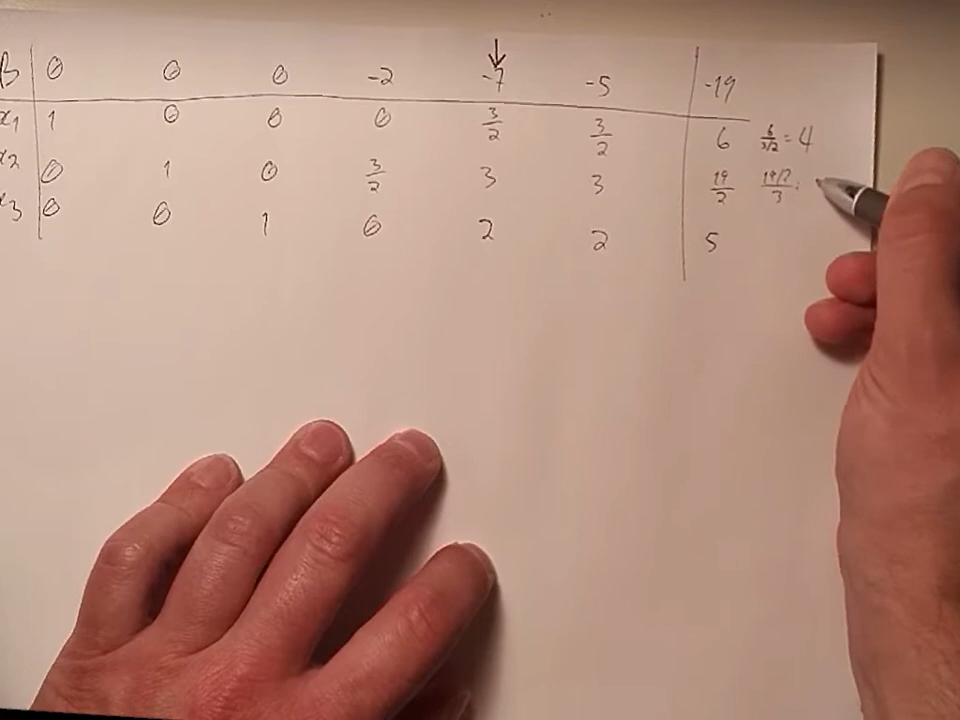 ↓
B | 0 0 0 -2 -7 -5 | -19
x₁ | 1 0 0 0 3/2 3/2 | 6 6/3/2 = 4
x₂ | 0 1 0 3/2 3 3 | 19/2 19/2/3 =
x₃ | 0 0 1 0 2 2 | 5